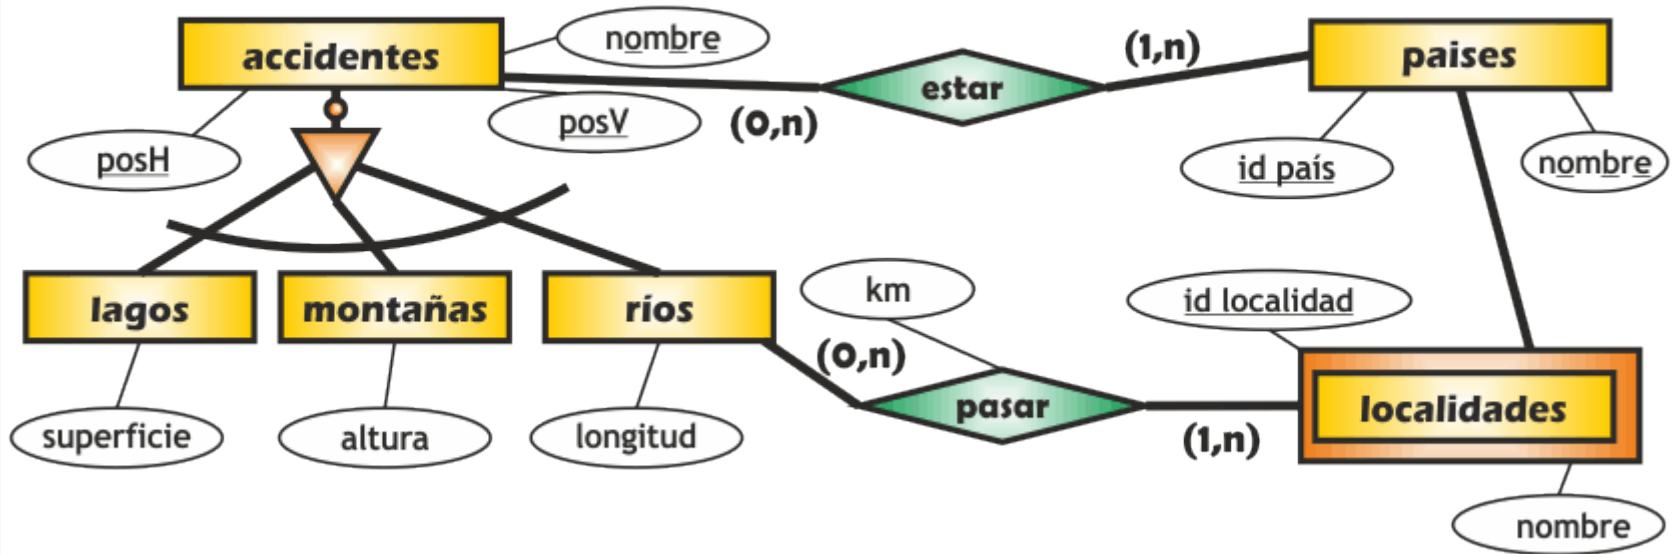 accidentes
nombre
estar
(1,n)
paises
posV
(0,n)
posH
id país
nombre
lagos
montañas
ríos
km
id localidad
(0,n)
pasar
localidades
superficie
altura
longitud
(1,n)
nombre